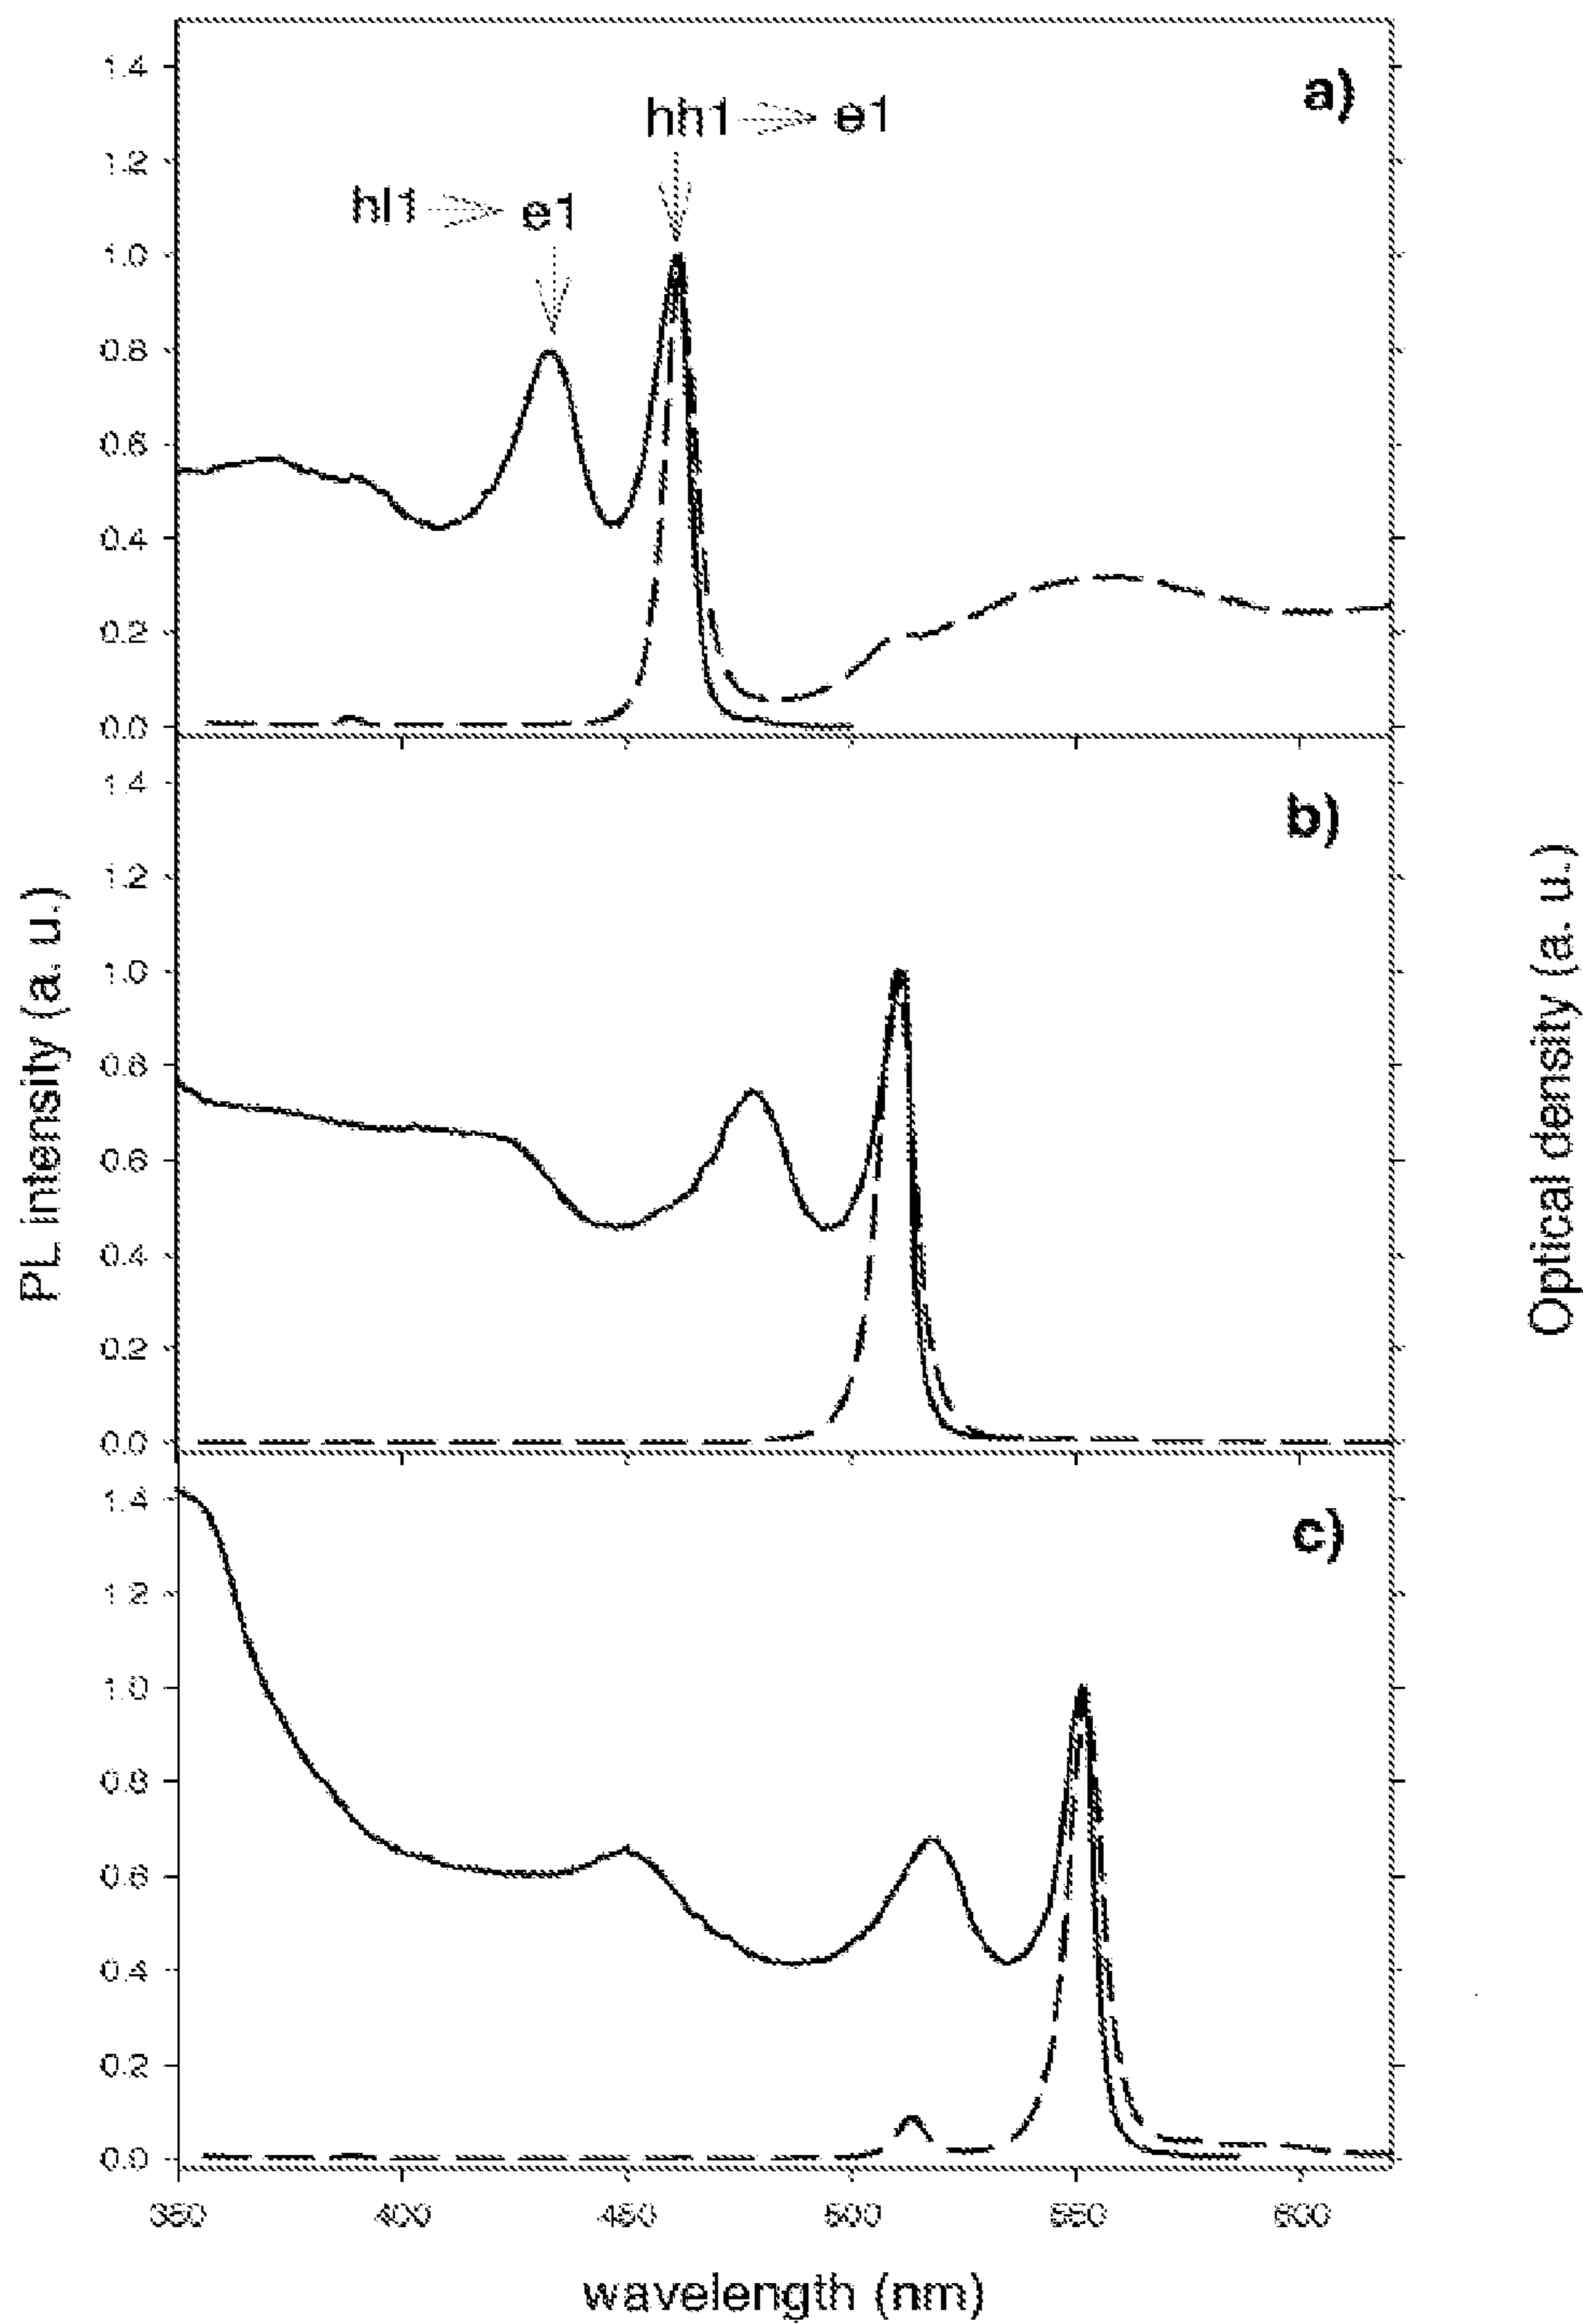 a)
1.4
hh1 e1
1.2
hl1 e1
1.0
0.8
0.6
0.4
0.2
0.0
b)
1.4
1.2
1.0
0.8
0.6
0.4
0.2
0.0
PL intensity (a. u.)
Optical density (a. u.)
c)
1.4
1.2
1.0
0.8
0.6
0.4
0.2
0.0
350 400 450 500 550 600
wavelength (nm)